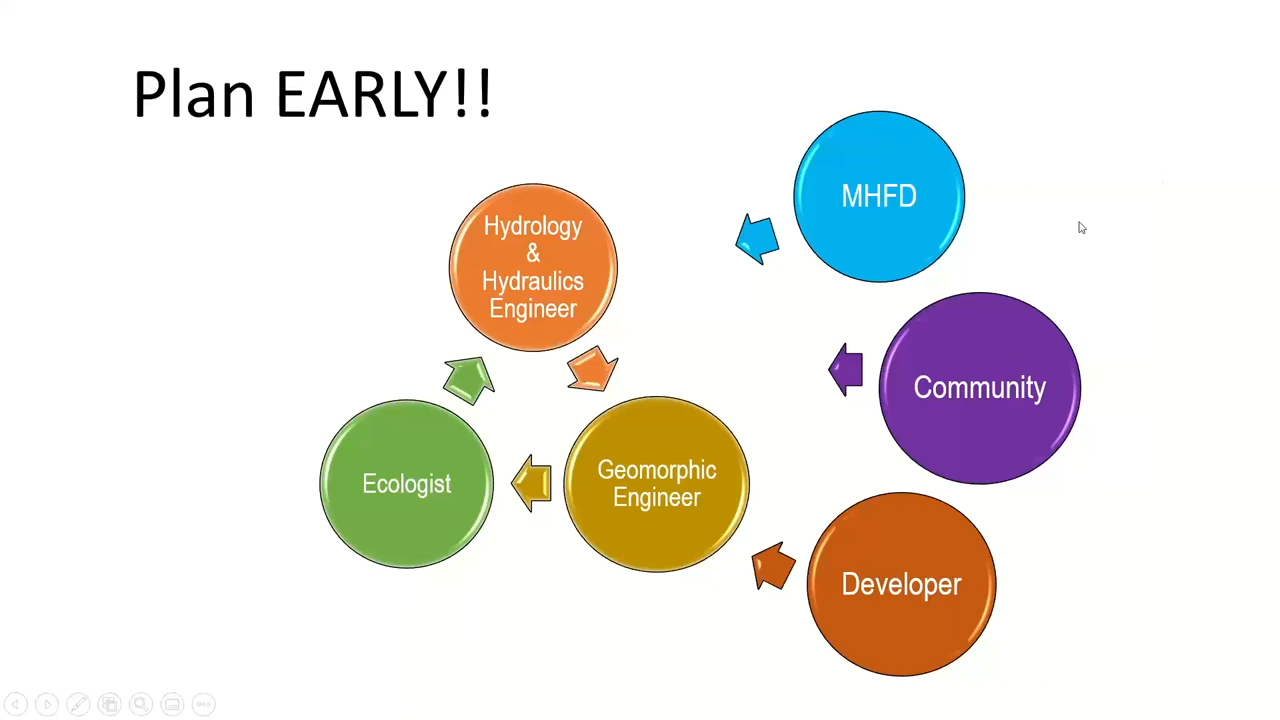 Plan EARLY!!
MHFD
Hydrology
&
Hydraulics
Engineer
Community
Geomorphic
Engineer
Ecologist
Developer